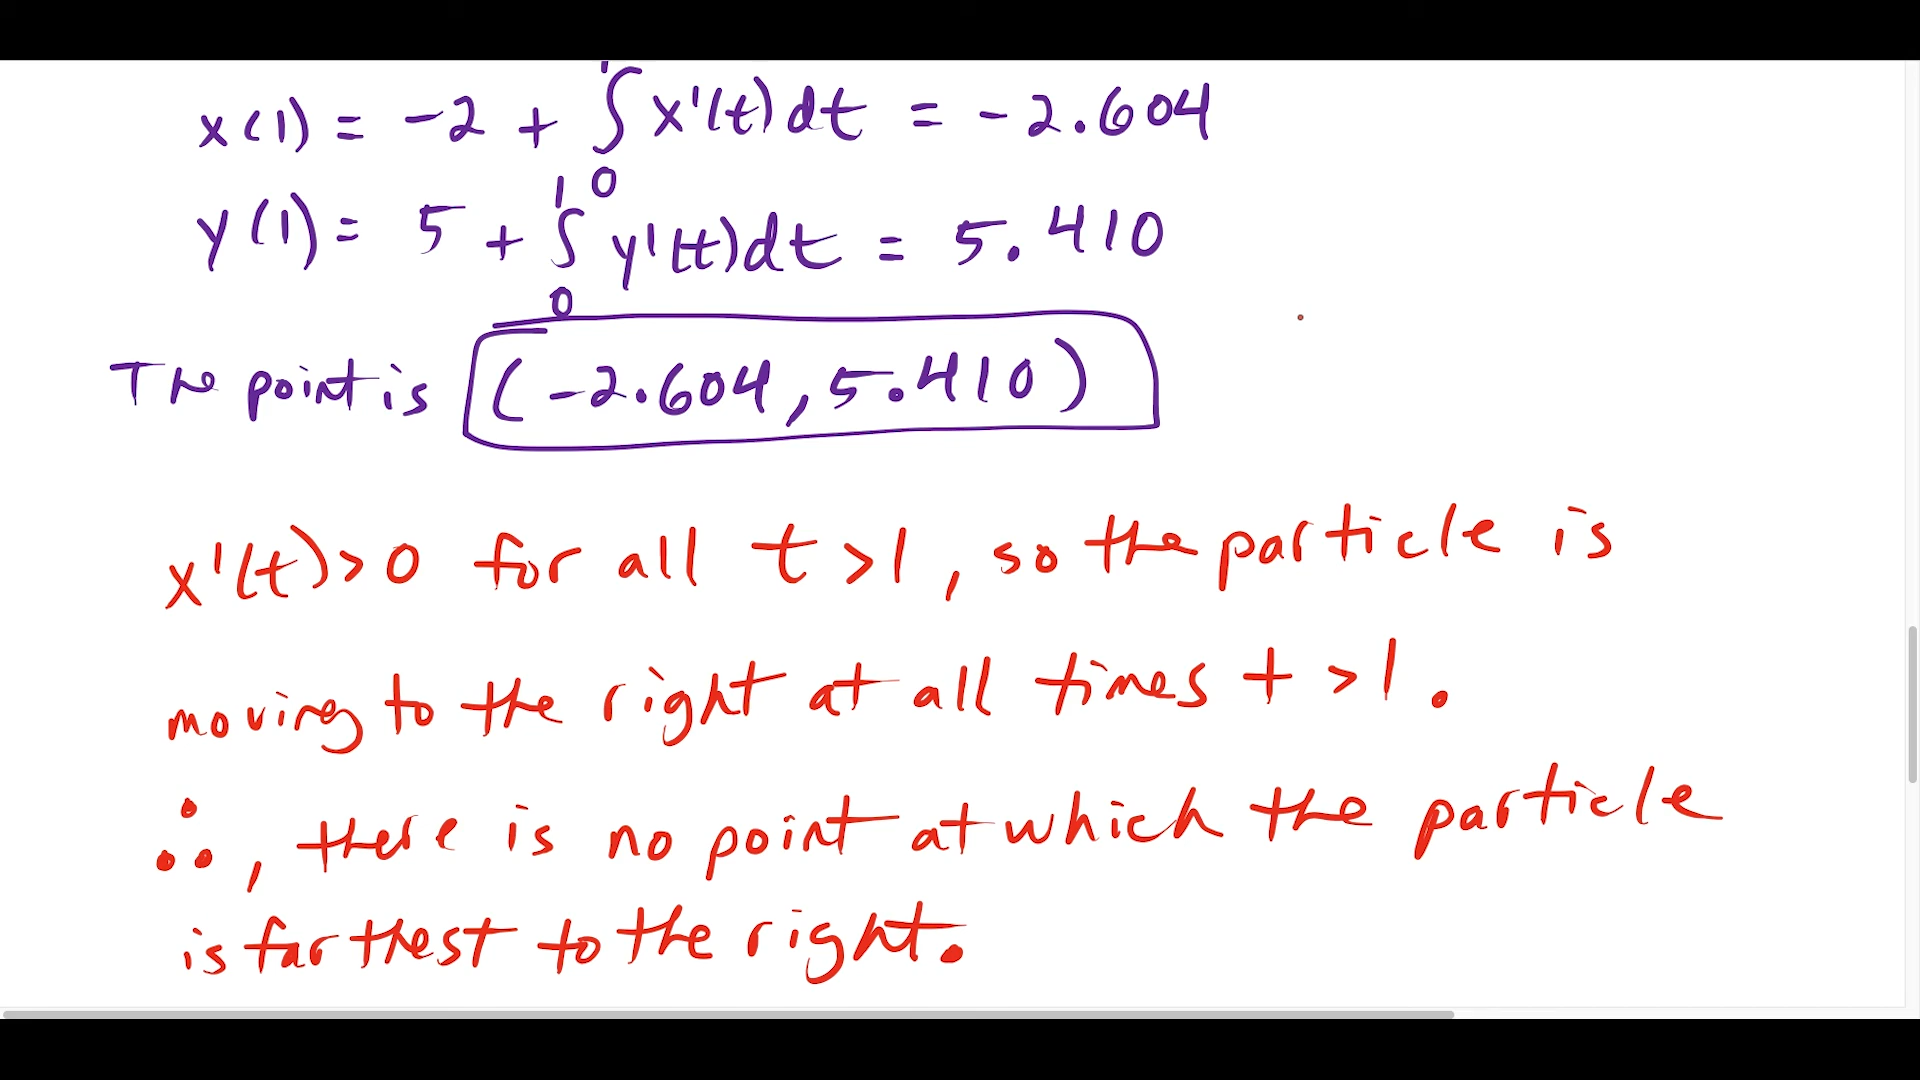 x(1) = -2 + ∫₀¹ x'(t)dt = -2.604
y(1) = 5 + ∫₀¹ y'(t)dt = 5.410
The point is (-2.604, 5.410)
x'(t)>0 for all t>1, so the particle is
moving to the right at all times t>1.
∴, there is no point at which the particle
is farthest to the right.